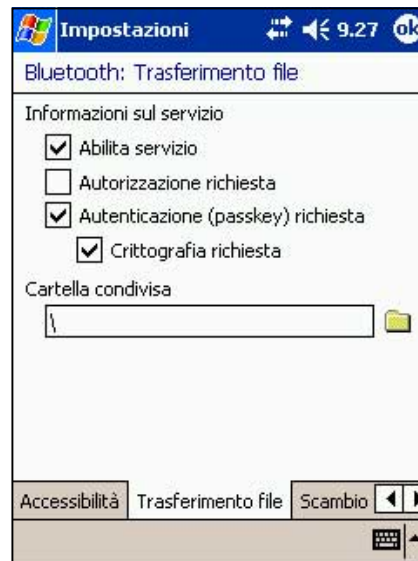 Impostazioni 9.27 ok
Bluetooth: Trasferimento file
Informazioni sul servizio
Abilita servizio
Autorizzazione richiesta
Autenticazione (passkey) richiesta
Crittografia richiesta
Cartella condivisa
\
Accessibilità Trasferimento file Scambio